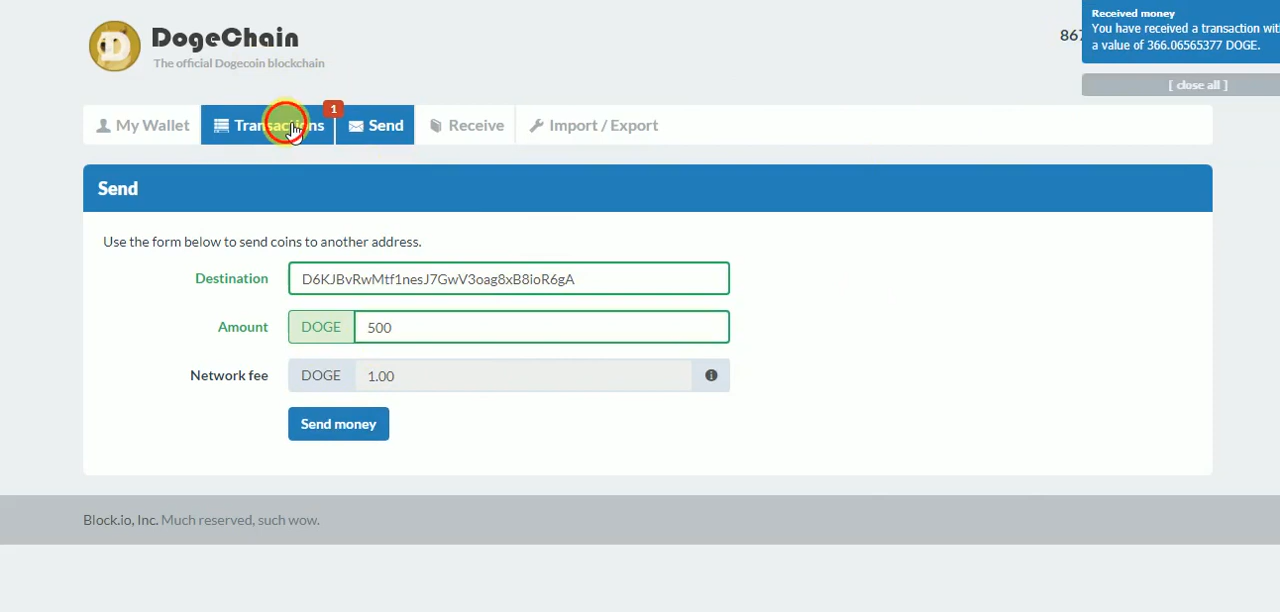 DogeChain
The official Dogecoin blockchain
867
Received money
You have received a transaction
a value of 366.06565377 DOGE.
[ close all ]
My Wallet
Transactions
1
Send
Receive
Import / Export
Send
Use the form below to send coins to another address.
Destination
D6KJBvRwMtf1nesJ7GwV3oag8xB8ioR6gA
Amount
DOGE
500
Network fee
DOGE
1.00
Send money
Block.io, Inc. Much reserved, such wow.